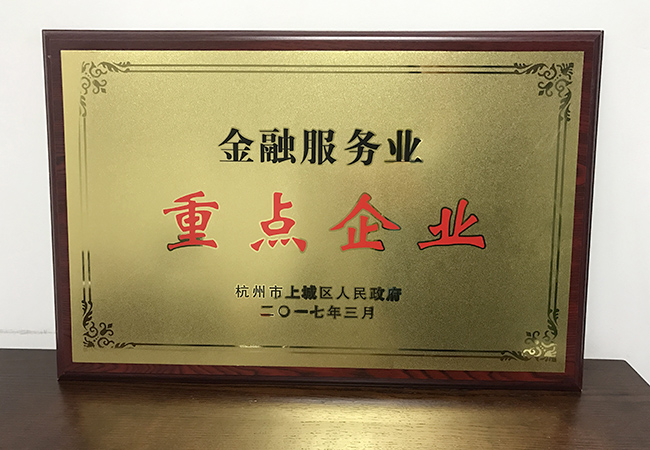 金融服务业
重点企业
杭州市上城区人民政府
二〇一七年三月